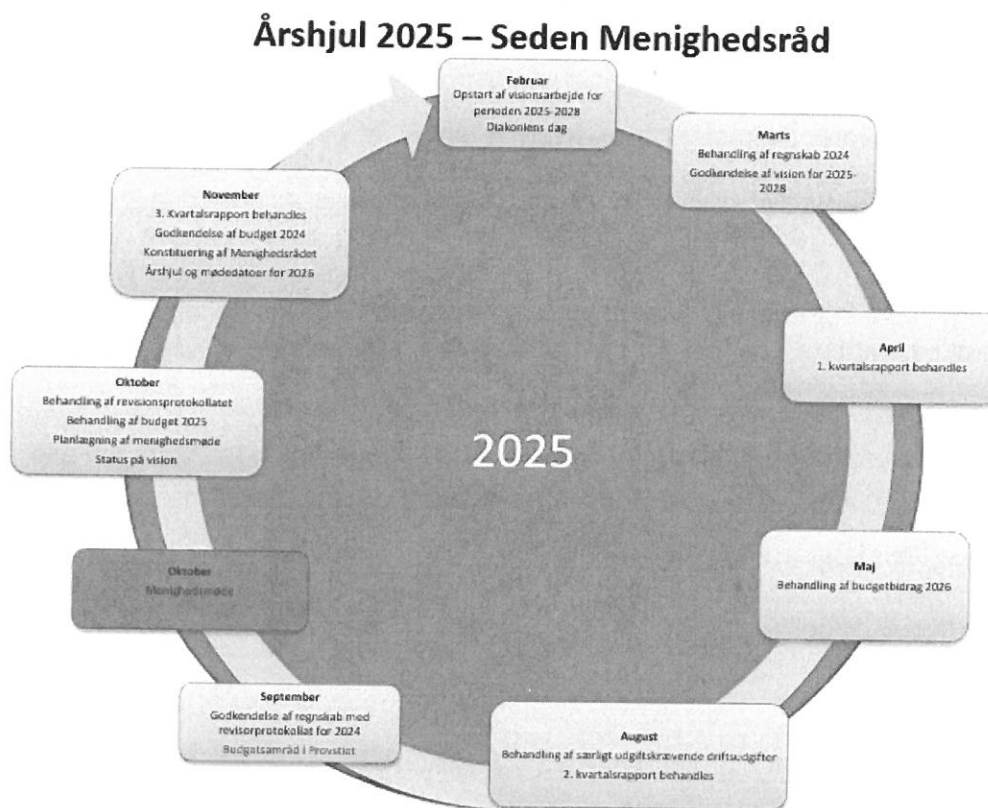 Årshjul 2025 – Seden Menighedsråd
Februar
Opstart af visionsarbejde for
perioden 2025-2028
Diakoniens dag
Marts
Behandling af regnskab 2024
Godkendelse af vision for 2025-
2028
April
1. kvartalsrapport behandles
Maj
Behandling af budgetbidrag 2026
August
Behandling af særligt udgiftskrævende driftsudgifter
2. kvartalsrapport behandles
September
Godkendelse af regnskab med
revisorprotokollat for 2024
Budgetsamråd i Provstiet
Oktober
Menighedsmøde
Oktober
Behandling af revisionsprotokollatet
Behandling af budget 2025
Planlægning af menighedsmøde
Status på vision
November
3. Kvartalsrapport behandles
Godkendelse af budget 2024
Konstituering af Menighedsrådet
Årshjul og mødedatoer for 2026
2025